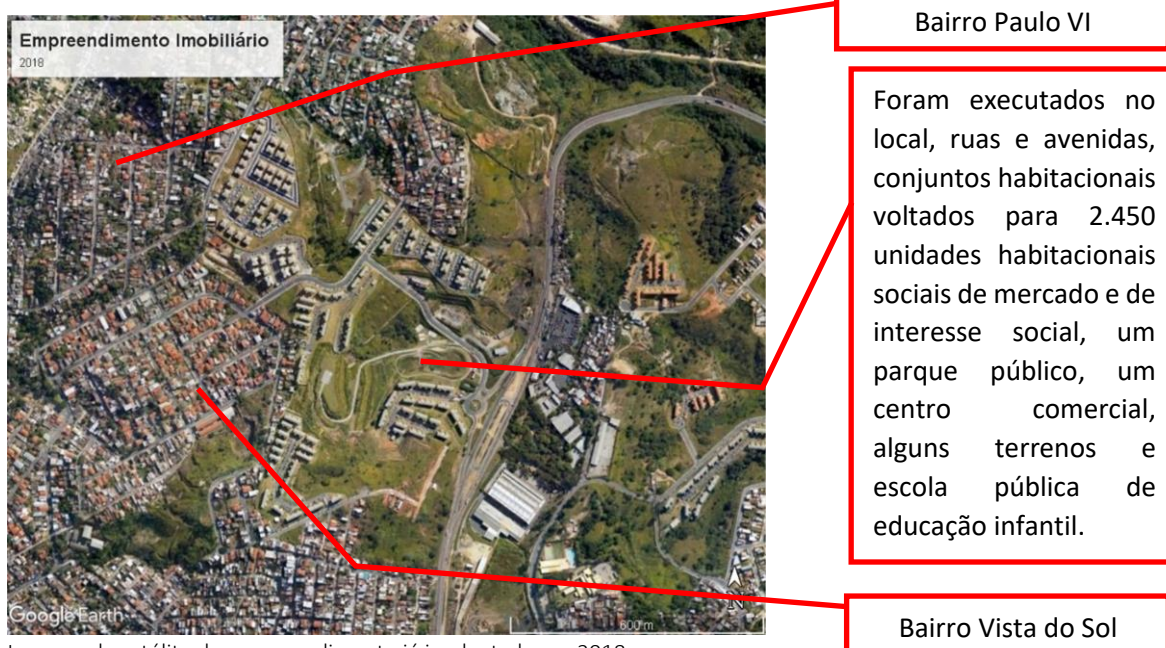 Empreendimento Imobiliário
2018
Bairro Paulo VI
Foram executados no
local, ruas e avenidas,
conjuntos habitacionais
voltados para 2.450
unidades habitacionais
sociais de mercado e de
interesse social, um
parque público, um
centro comercial,
alguns terrenos e
escola pública de
educação infantil.
Google Earth
N
600 m
Bairro Vista do Sol